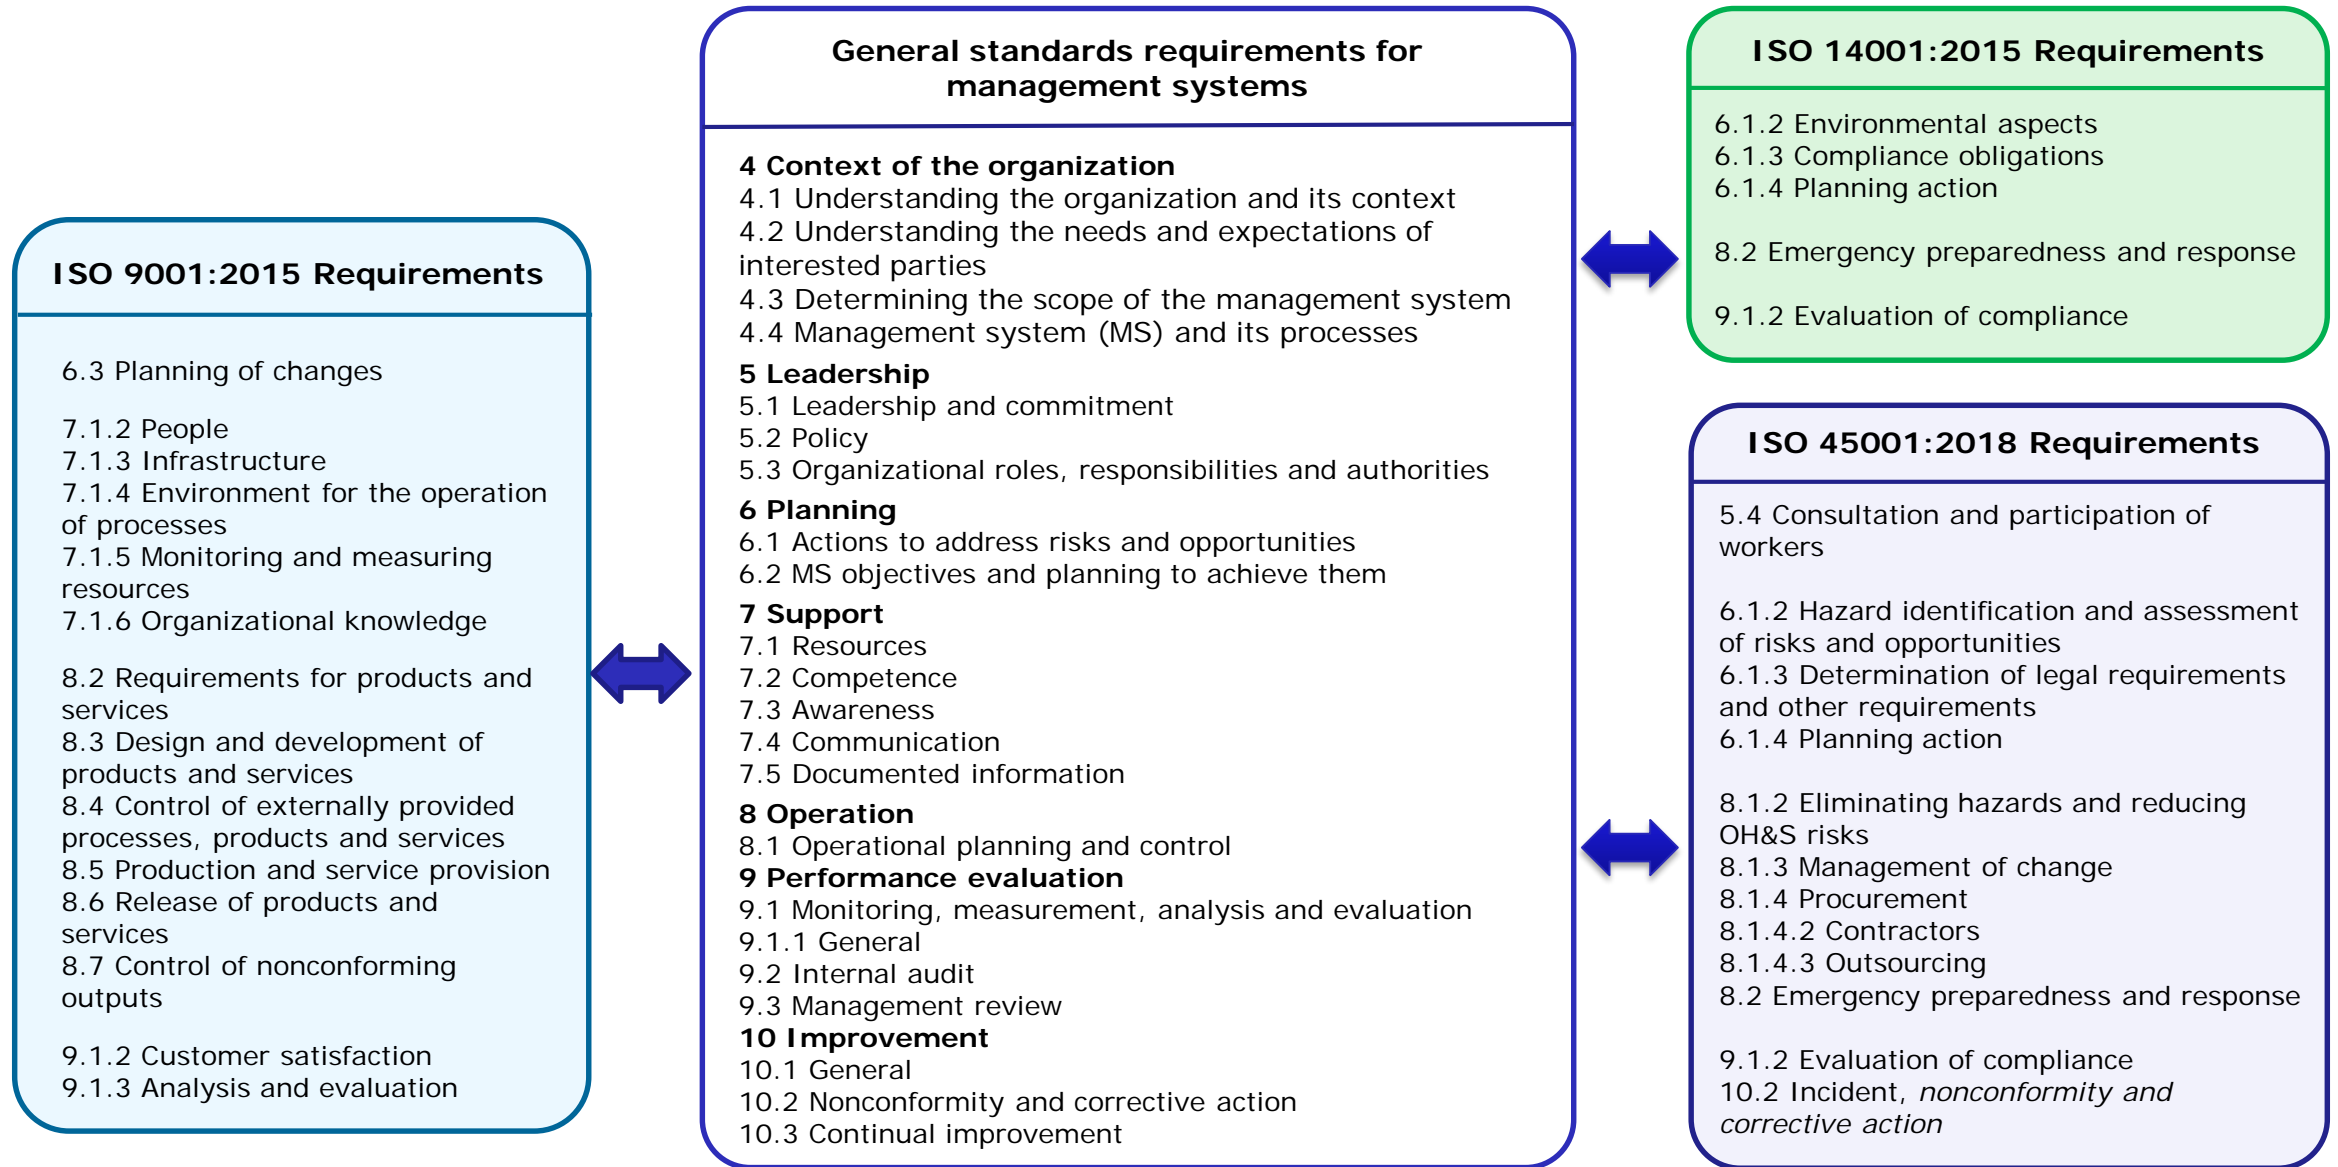 ISO 9001:2015 Requirements
6.3 Planning of changes
7.1.2 People
7.1.3 Infrastructure
7.1.4 Environment for the operation
of processes
7.1.5 Monitoring and measuring
resources
7.1.6 Organizational knowledge
8.2 Requirements for products and
services
8.3 Design and development of
products and services
8.4 Control of externally provided
processes, products and services
8.5 Production and service provision
8.6 Release of products and
services
8.7 Control of nonconforming
outputs
9.1.2 Customer satisfaction
9.1.3 Analysis and evaluation
General standards requirements for
management systems
4 Context of the organization
4.1 Understanding the organization and its context
4.2 Understanding the needs and expectations of
interested parties
4.3 Determining the scope of the management system
4.4 Management system (MS) and its processes
5 Leadership
5.1 Leadership and commitment
5.2 Policy
5.3 Organizational roles, responsibilities and authorities
6 Planning
6.1 Actions to address risks and opportunities
6.2 MS objectives and planning to achieve them
7 Support
7.1 Resources
7.2 Competence
7.3 Awareness
7.4 Communication
7.5 Documented information
8 Operation
8.1 Operational planning and control
9 Performance evaluation
9.1 Monitoring, measurement, analysis and evaluation
9.1.1 General
9.2 Internal audit
9.3 Management review
10 Improvement
10.1 General
10.2 Nonconformity and corrective action
10.3 Continual improvement
ISO 14001:2015 Requirements
6.1.2 Environmental aspects
6.1.3 Compliance obligations
6.1.4 Planning action
8.2 Emergency preparedness and response
9.1.2 Evaluation of compliance
ISO 45001:2018 Requirements
5.4 Consultation and participation of
workers
6.1.2 Hazard identification and assessment
of risks and opportunities
6.1.3 Determination of legal requirements
and other requirements
6.1.4 Planning action
8.1.2 Eliminating hazards and reducing
OH&S risks
8.1.3 Management of change
8.1.4 Procurement
8.1.4.2 Contractors
8.1.4.3 Outsourcing
8.2 Emergency preparedness and response
9.1.2 Evaluation of compliance
10.2 Incident, nonconformity and
corrective action